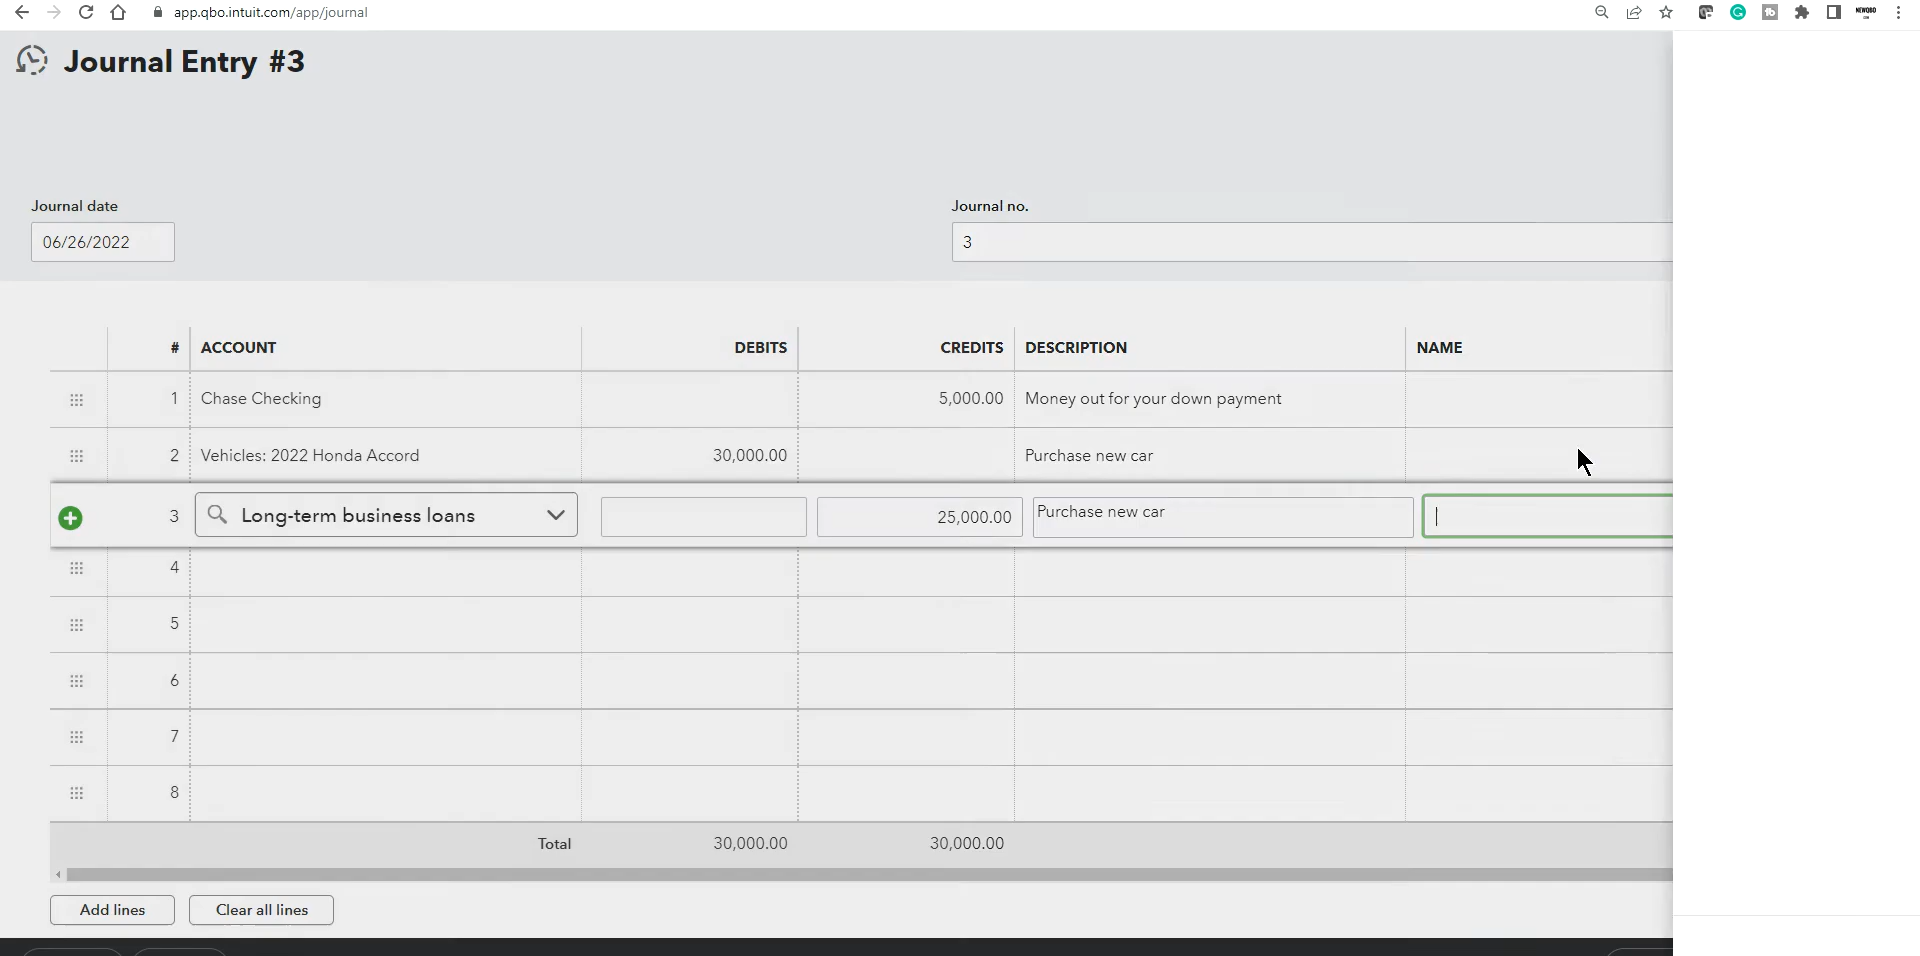 app.qbo.intuit.com/app/journal
NEWQBO
Journal Entry #3
Journal date
Journal no.
06/26/2022
3
# ACCOUNT DEBITS CREDITS DESCRIPTION NAME
1 Chase Checking 5,000.00 Money out for your down payment
2 Vehicles: 2022 Honda Accord 30,000.00 Purchase new car
3 Long-term business loans 25,000.00 Purchase new car
4
5
6
7
8
Total 30,000.00 30,000.00
Add lines Clear all lines